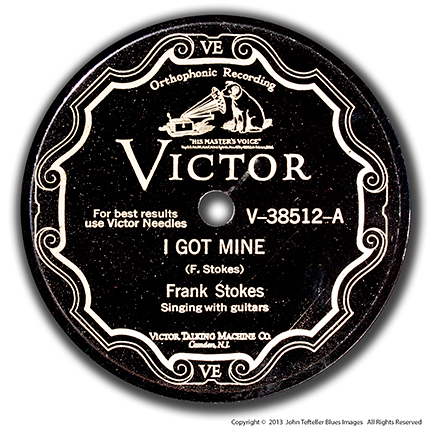 VE
Orthophonic Recording
"HIS MASTER'S VOICE"
VICTOR
For best results
use Victor Needles
V-38512-A
I GOT MINE
(F. Stokes)
Frank Stokes
Singing with guitars
VICTOR TALKING MACHINE CO.
Camden, N.J.
VE
Copyright © 2013 John Tefteller Blues Images All Rights Reserved